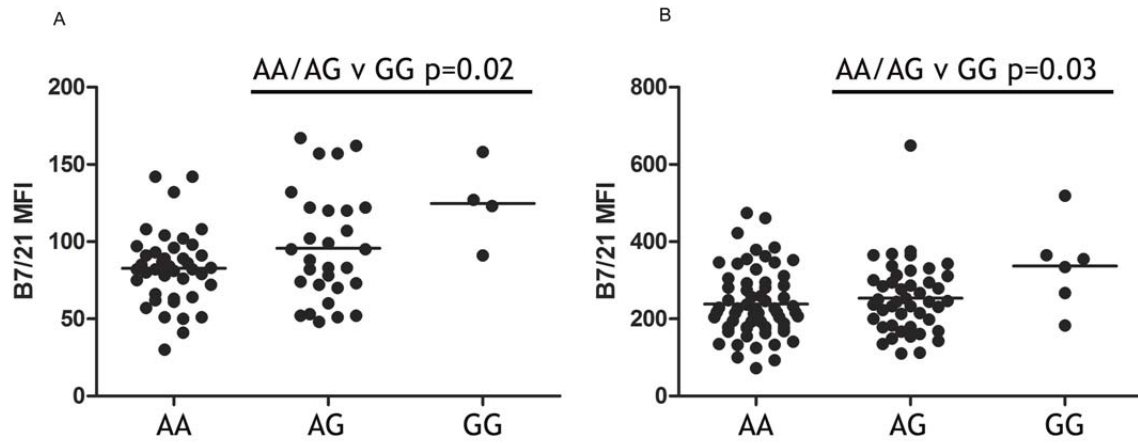 A
AA/AG v GG p=0.02
200
150
100
50
0
B7/21 MFI
AA AG GG
B
AA/AG v GG p=0.03
800
600
400
200
0
B7/21 MFI
AA AG GG